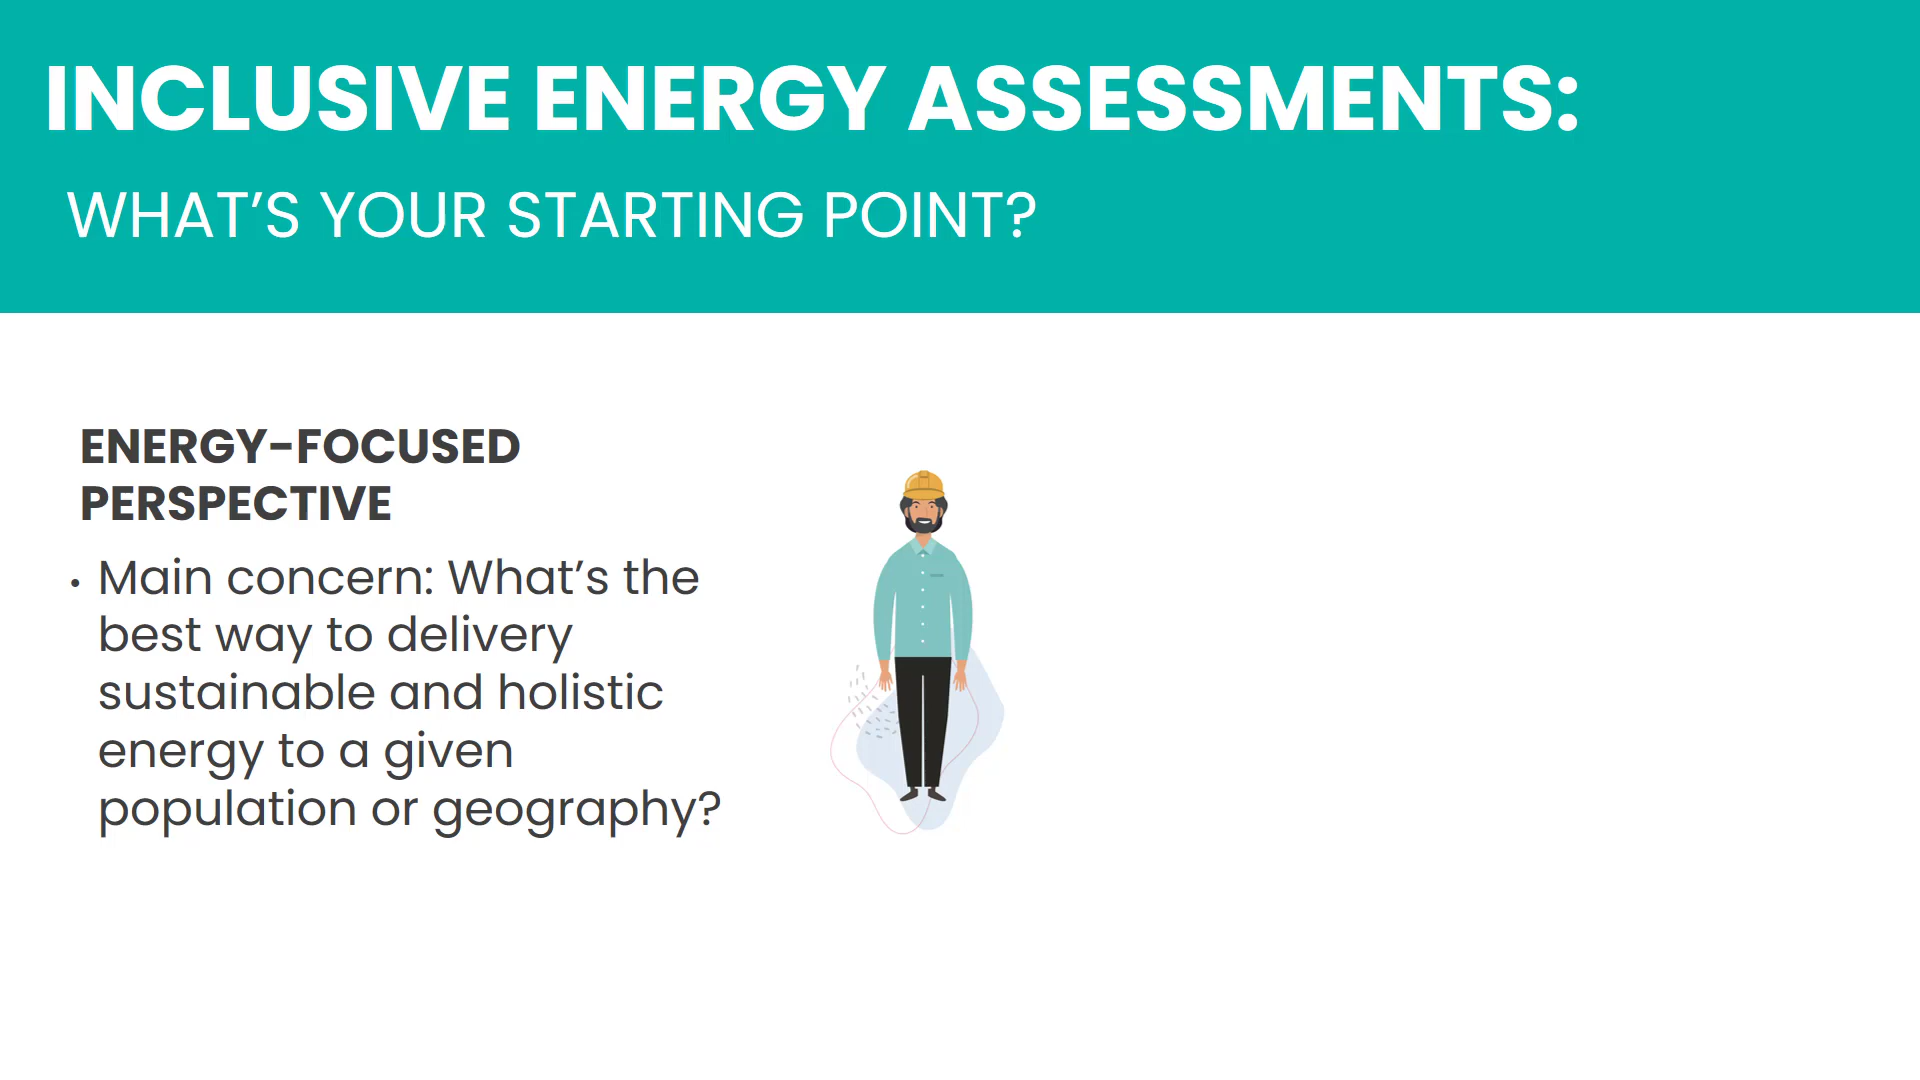 INCLUSIVE ENERGY ASSESSMENTS:
WHAT’S YOUR STARTING POINT?
ENERGY-FOCUSED
PERSPECTIVE
• Main concern: What’s the
best way to delivery
sustainable and holistic
energy to a given
population or geography?